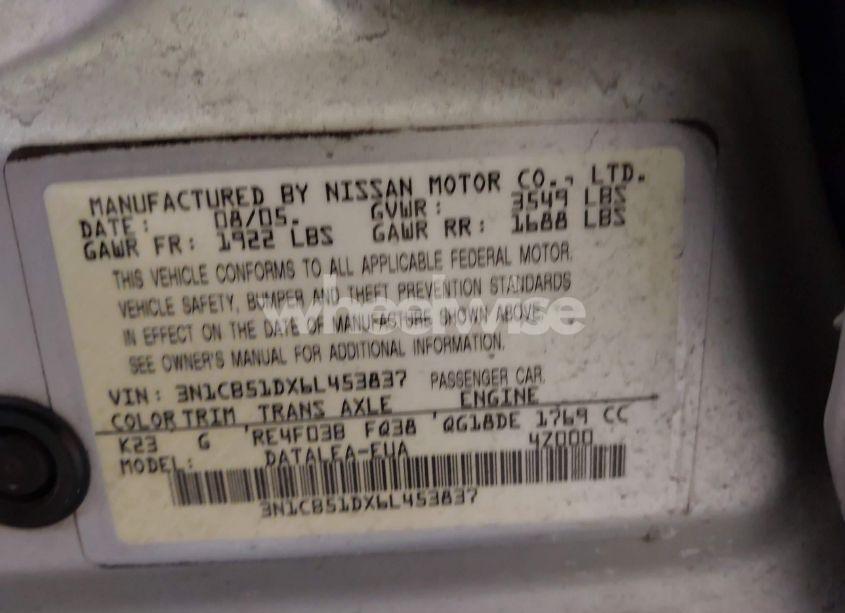 MANUFACTURED BY NISSAN MOTOR CO., LTD.
DATE: 08/05. GVWR: 3549 LBS
GAWR FR: 1922 LBS GAWR RR: 1688 LBS
THIS VEHICLE CONFORMS TO ALL APPLICABLE FEDERAL MOTOR
VEHICLE SAFETY, BUMPER AND THEFT PREVENTION STANDARDS
IN EFFECT ON THE DATE OF MANUFACTURE SHOWN ABOVE.
SEE OWNER'S MANUAL FOR ADDITIONAL INFORMATION.
wheelwise
VIN: 3N1CB51DX6L453837 PASSENGER CAR
COLOR TRIM TRANS AXLE ENGINE
K23 G RE4F03B FQ38 QG18DE 1769 CC
MODEL: DATALEA-EUA 4Z000
3N1CB51DX6L453837